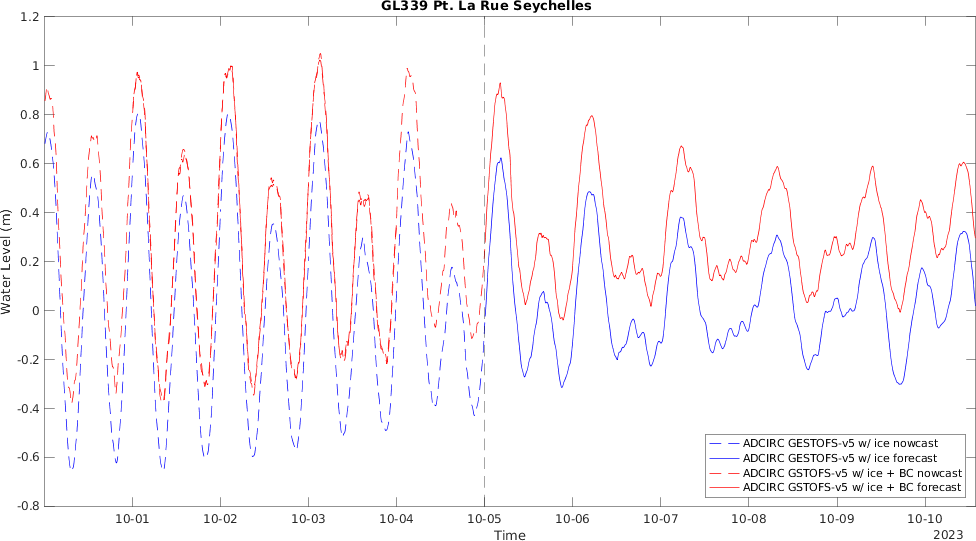 GL339 Pt. La Rue Seychelles
1.2
1
0.8
0.6
0.4
0.2
0
-0.2
-0.4
-0.6
-0.8
Water Level (m)
ADCIRC GESTOFS-v5 w/ ice nowcast
ADCIRC GESTOFS-v5 w/ ice forecast
ADCIRC GSTOFS-v5 w/ ice + BC nowcast
ADCIRC GSTOFS-v5 w/ ice + BC forecast
10-01 10-02 10-03 10-04 10-05 10-06 10-07 10-08 10-09 10-10
Time
2023